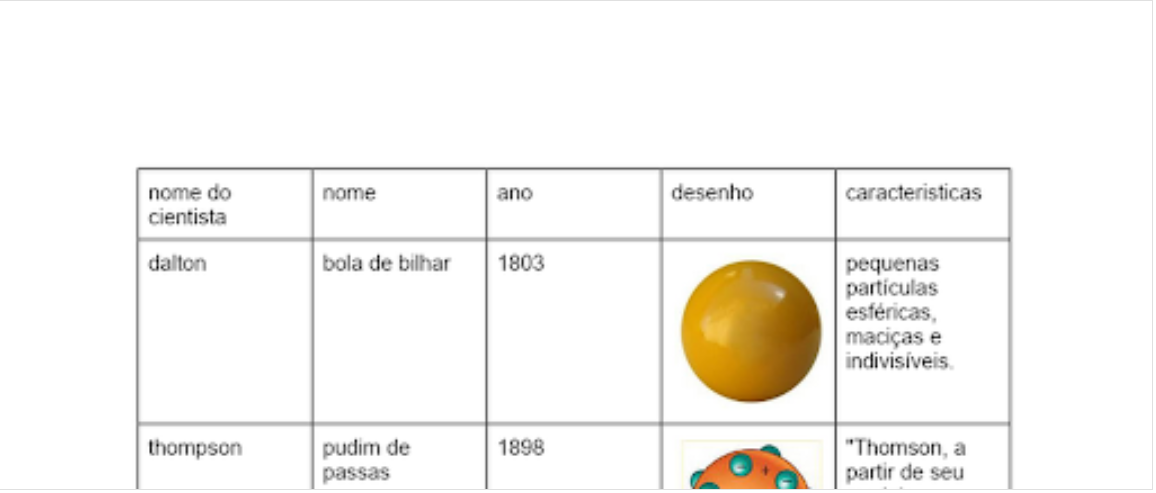 nome do
cientista
nome
ano
desenho
caracteristicas
dalton
bola de bilhar
1803
pequenas
partículas
esféricas,
maciças e
indivisíveis.
thompson
pudim de
passas
1898
"Thomson, a
partir de seu